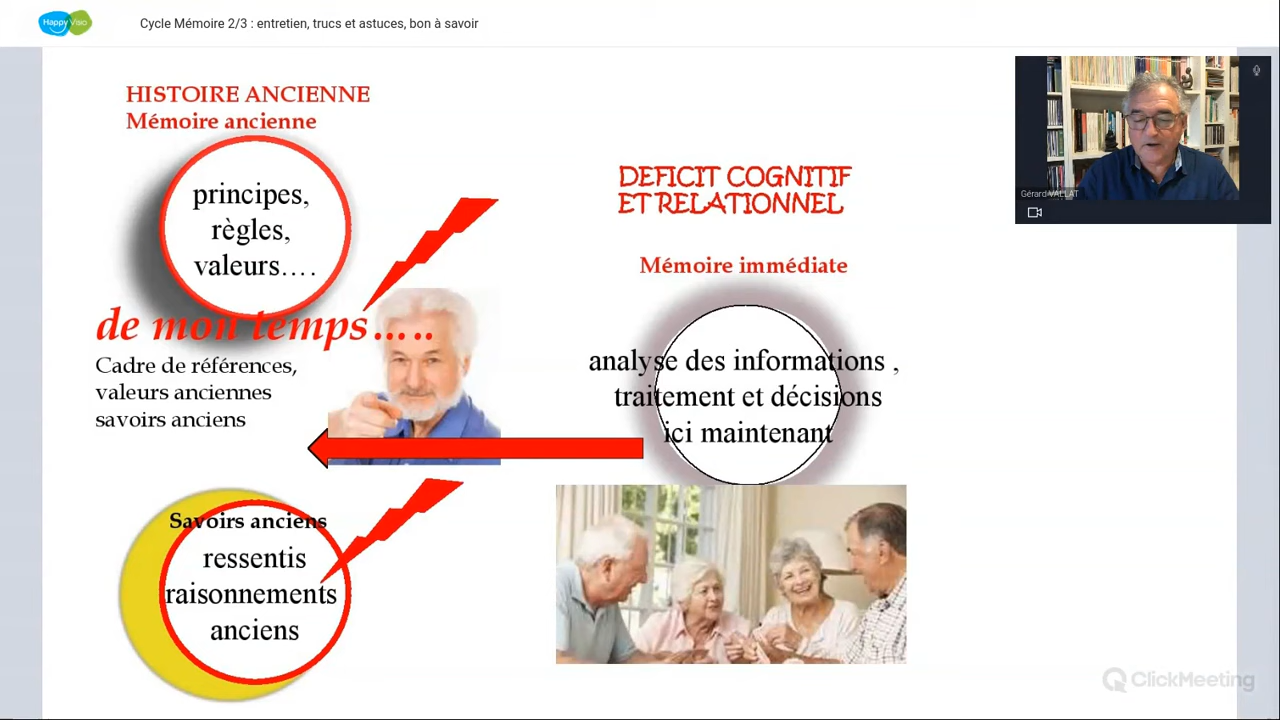 Happy Visio
Cycle Mémoire 2/3 : entretien, trucs et astuces, bon à savoir
HISTOIRE ANCIENNE
Mémoire ancienne
principes,
règles,
valeurs….
de mon temps…..
Cadre de références,
valeurs anciennes
savoirs anciens
Savoirs anciens
ressentis
raisonnements
anciens
DEFICIT COGNITIF
ET RELATIONNEL
Mémoire immédiate
analyse des informations ,
traitement et décisions
ici maintenant
Gérard VALLAT
ClickMeeting